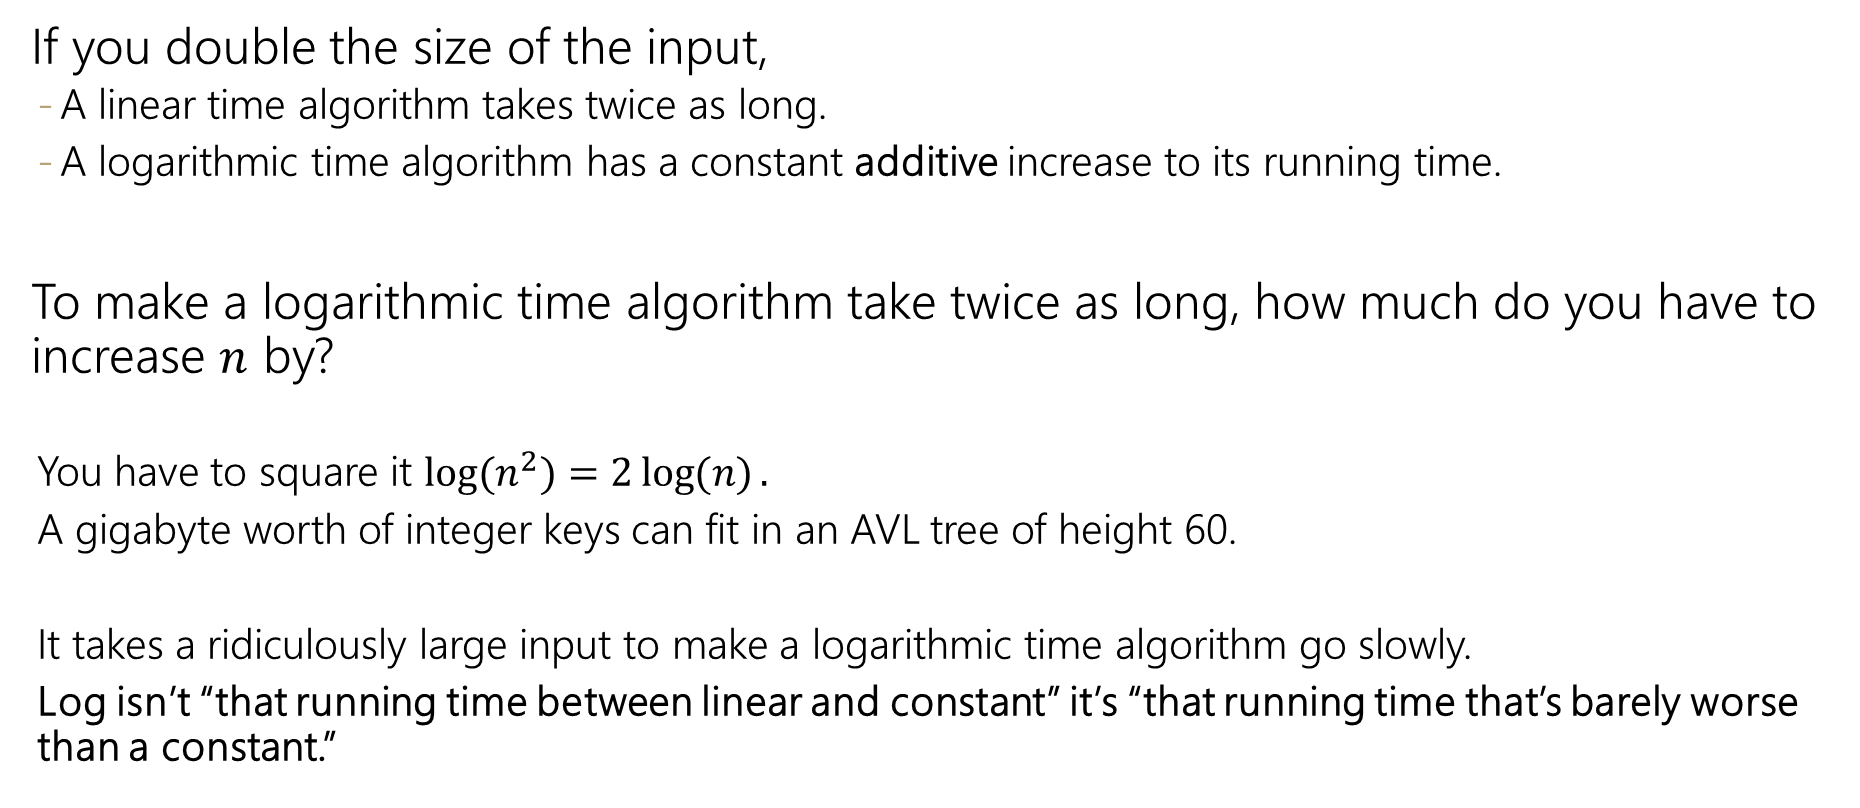 If you double the size of the input,
- A linear time algorithm takes twice as long.
- A logarithmic time algorithm has a constant additive increase to its running time.
To make a logarithmic time algorithm take twice as long, how much do you have to
increase n by?
You have to square it log(n²) = 2 log(n).
A gigabyte worth of integer keys can fit in an AVL tree of height 60.
It takes a ridiculously large input to make a logarithmic time algorithm go slowly.
Log isn’t “that running time between linear and constant” it’s “that running time that’s barely worse
than a constant.”